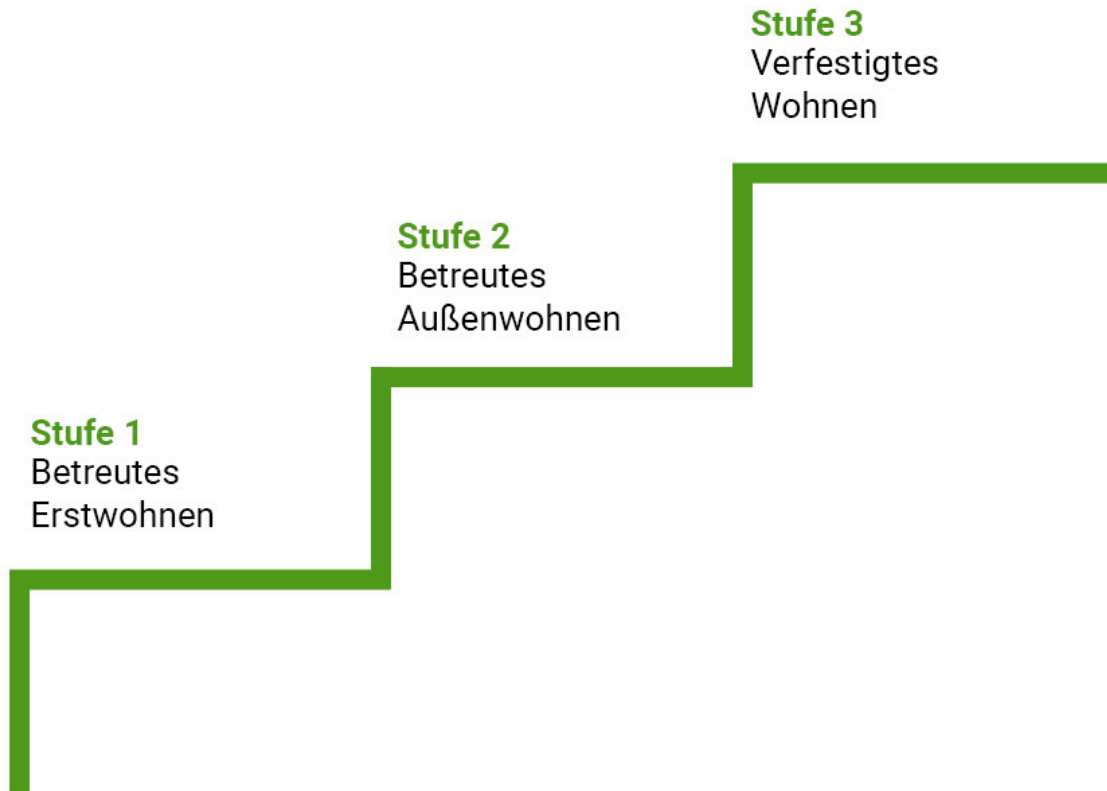 Stufe 3
Verfestigtes
Wohnen
Stufe 2
Betreutes
Außenwohnen
Stufe 1
Betreutes
Erstwohnen